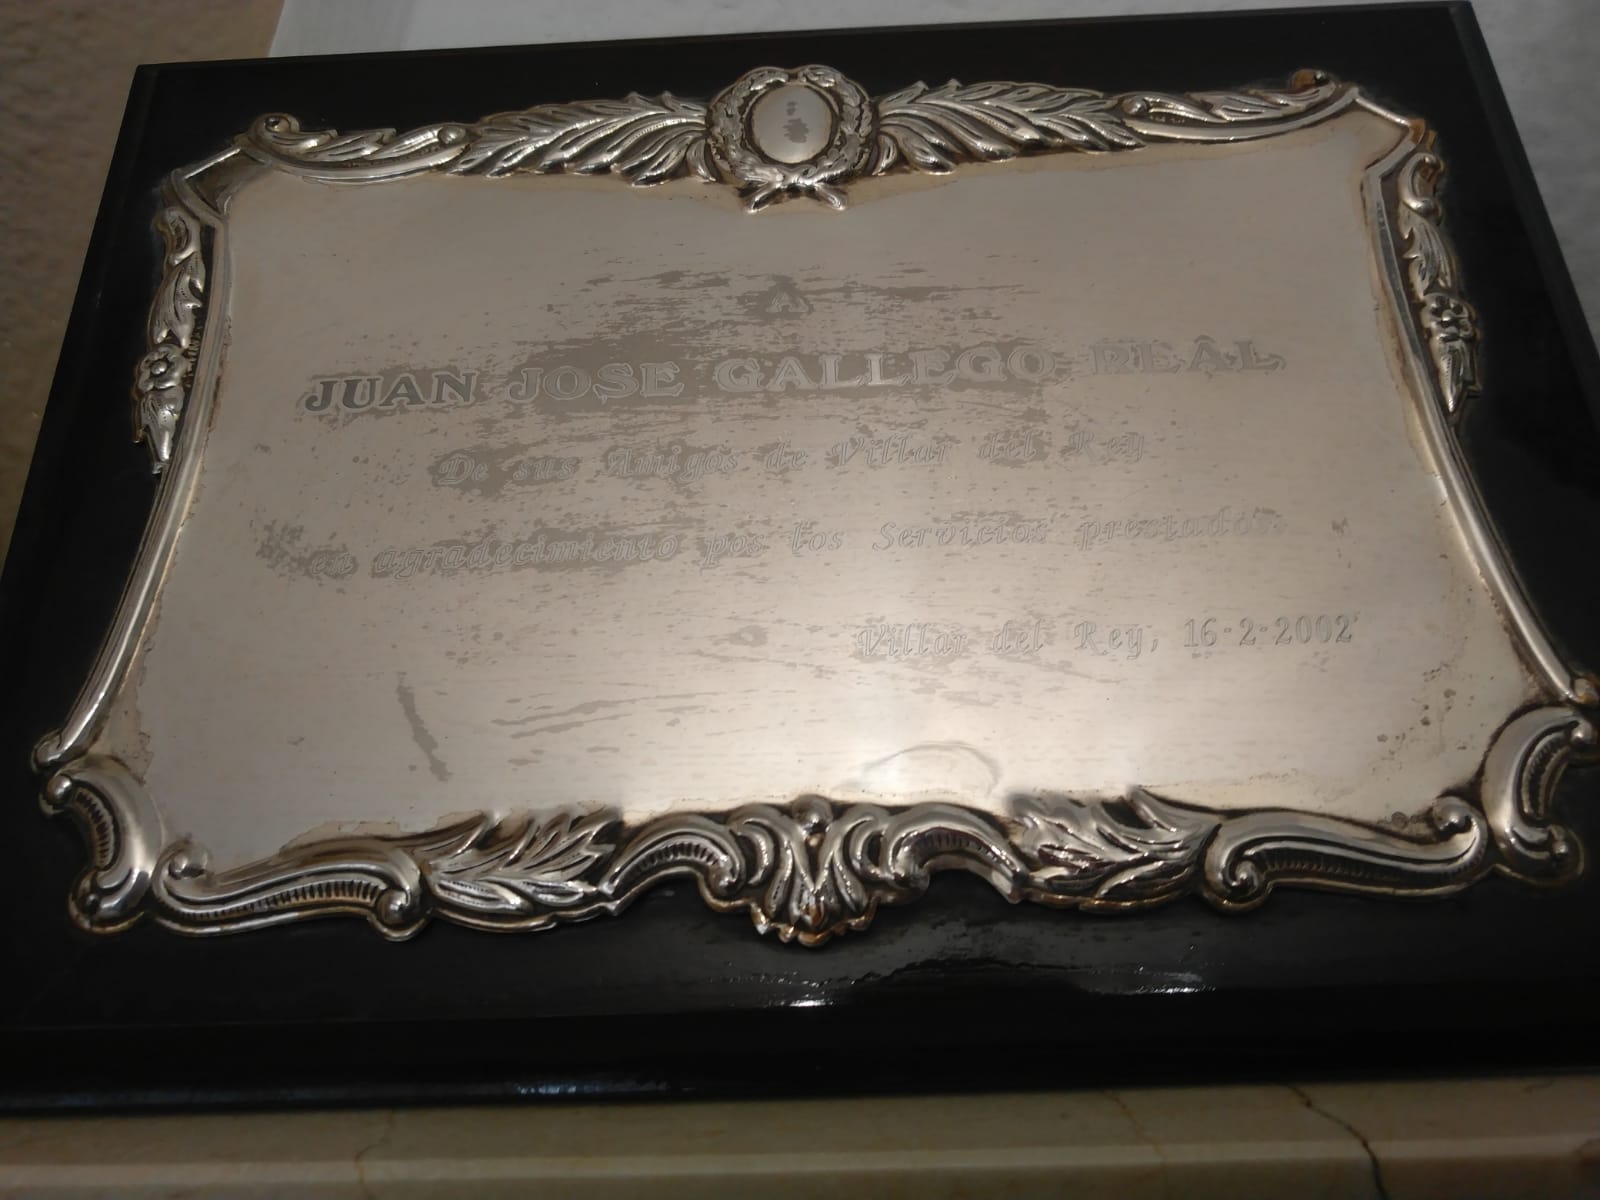 A
JUAN JOSE GALLEGO REAL
De sus Amigos de Villar del Rey
en agradecimiento pos los Servicios prestados.
Villar del Rey, 16-2-2002